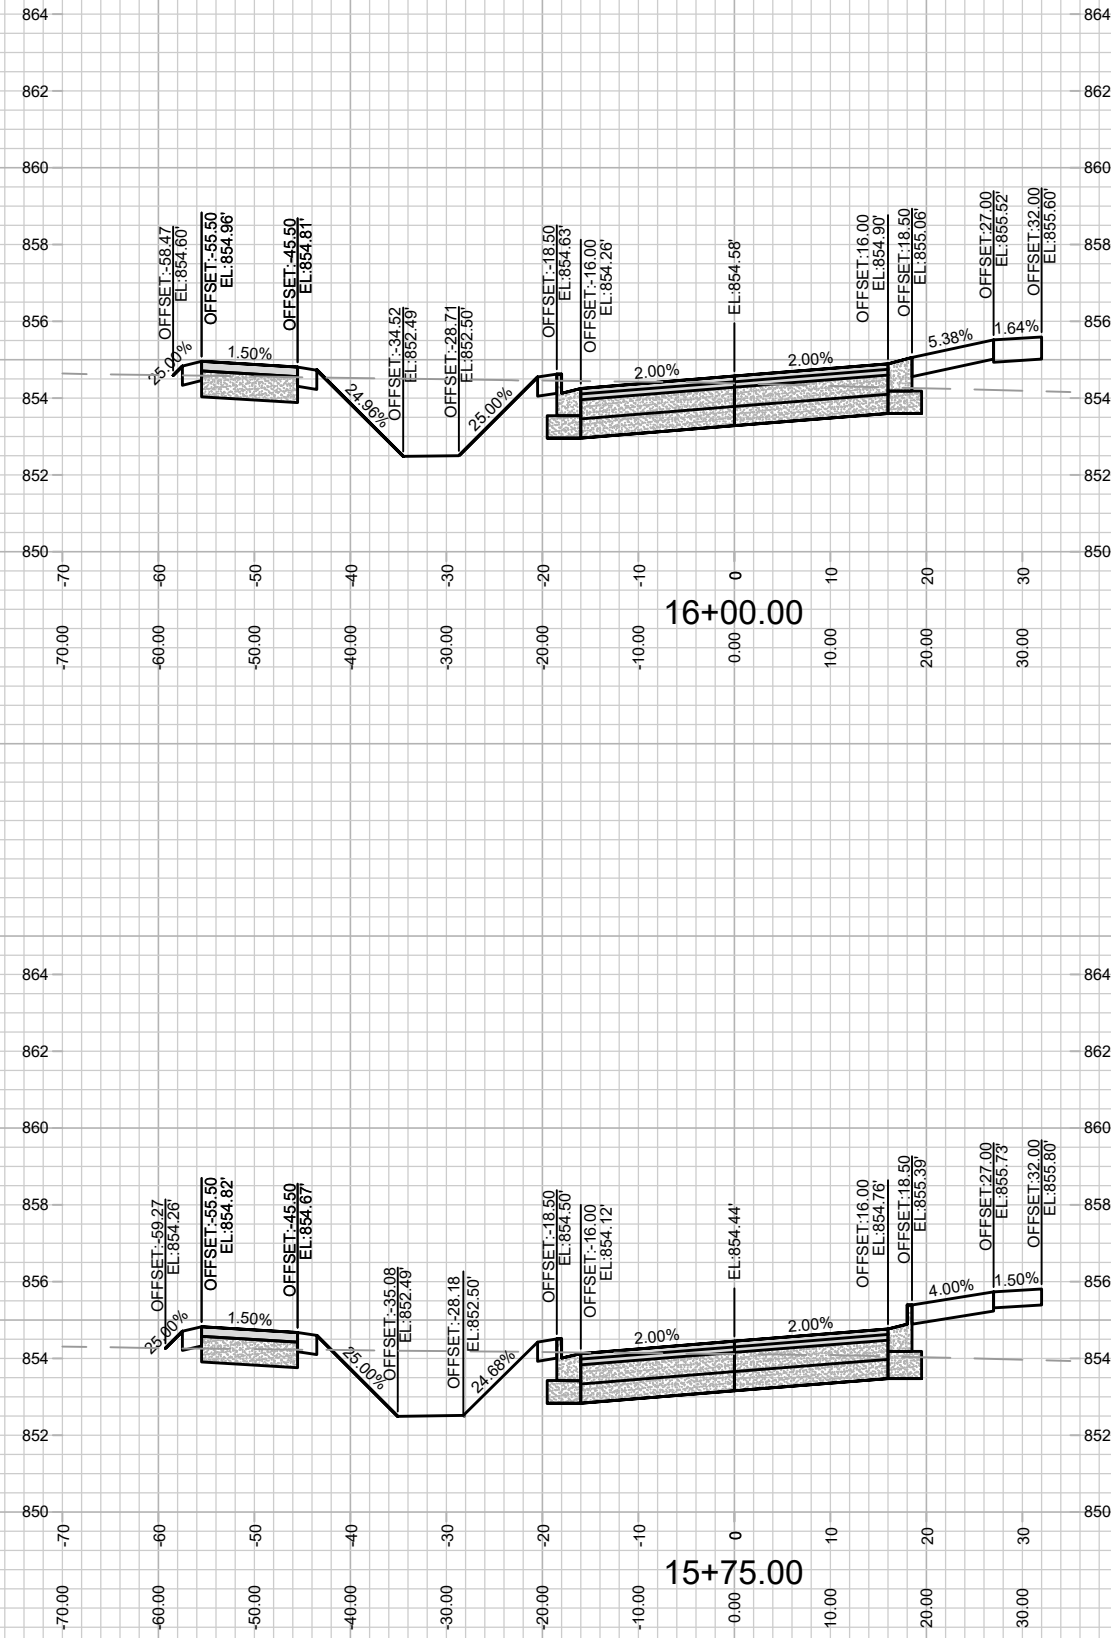 864
864
862
862
860
860
858
858
856
856
854
854
852
852
850
850
OFFSET:-58.47
EL:854.60'
OFFSET:-55.50
EL:854.96'
OFFSET:-45.50
EL:854.81'
OFFSET:-34.52
EL:852.49'
OFFSET:-28.71
EL:852.50'
OFFSET:-18.50
EL:854.63'
OFFSET:-16.00
EL:854.26'
EL:854.58'
OFFSET:16.00
EL:854.90'
OFFSET:18.50
EL:855.06'
OFFSET:27.00
EL:855.52'
OFFSET:32.00
EL:855.60'
25.00%
1.50%
24.96%
25.00%
2.00%
2.00%
5.38%
1.64%
-70
-60
-50
-40
-30
-20
-10
0
10
20
30
16+00.00
-70.00
-60.00
-50.00
-40.00
-30.00
-20.00
-10.00
0.00
10.00
20.00
30.00
864
864
862
862
860
860
858
858
856
856
854
854
852
852
850
850
OFFSET:-59.27
EL:854.26'
OFFSET:-55.50
EL:854.82'
OFFSET:-45.50
EL:854.67'
OFFSET:-35.08
EL:852.49'
OFFSET:-28.18
EL:852.50'
OFFSET:-18.50
EL:854.50'
OFFSET:-16.00
EL:854.12'
EL:854.44'
OFFSET:16.00
EL:854.76'
OFFSET:18.50
EL:855.39'
OFFSET:27.00
EL:855.73'
OFFSET:32.00
EL:855.80'
25.00%
1.50%
25.00%
24.68%
2.00%
2.00%
4.00%
1.50%
-70
-60
-50
-40
-30
-20
-10
0
10
20
30
15+75.00
-70.00
-60.00
-50.00
-40.00
-30.00
-20.00
-10.00
0.00
10.00
20.00
30.00